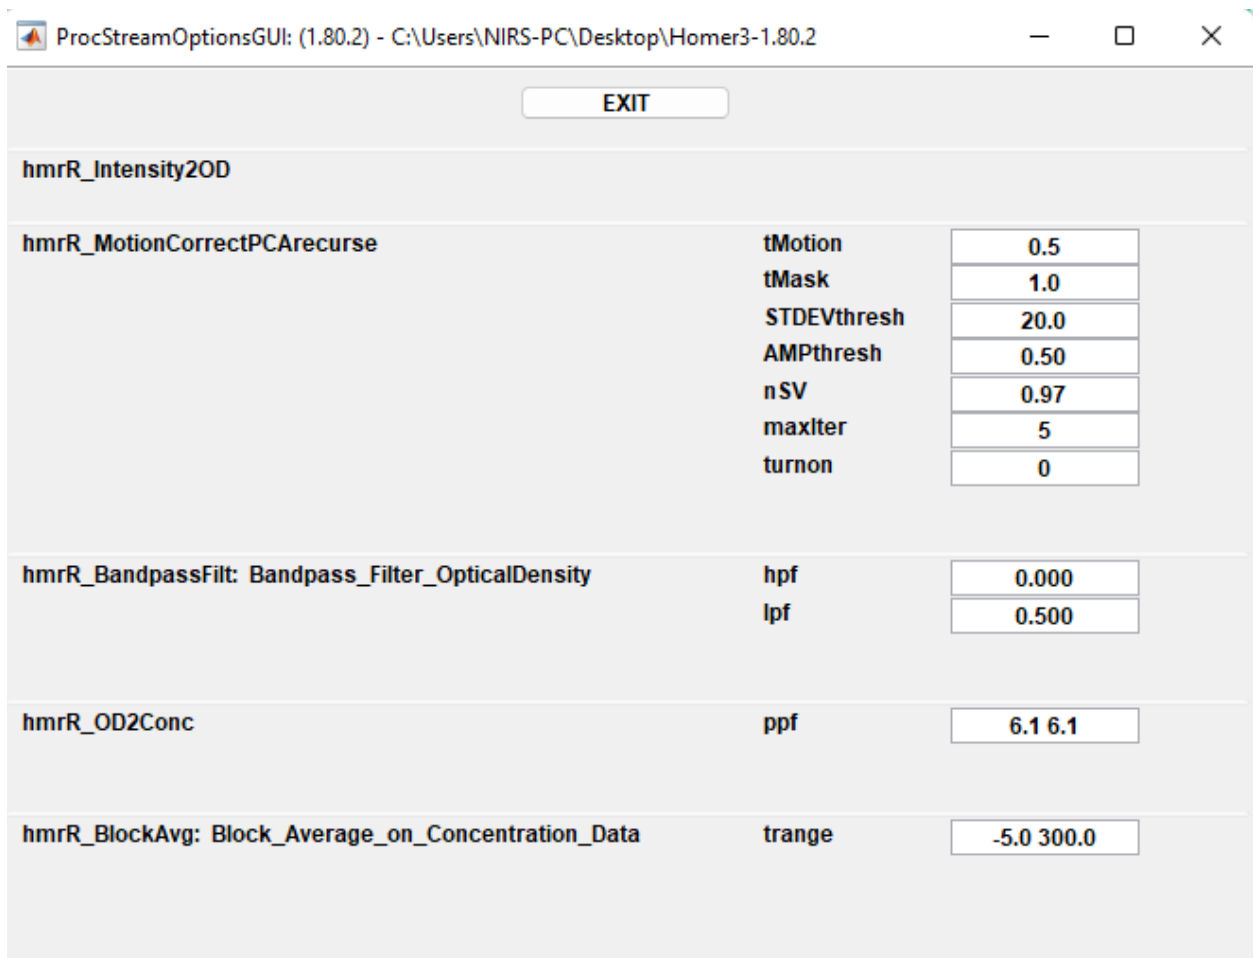 ProcStreamOptionsGUI: (1.80.2) - C:\Users\NIRS-PC\Desktop\Homer3-1.80.2
EXIT
hmrR_Intensity2OD
hmrR_MotionCorrectPCArecurse tMotion 0.5
tMask 1.0
STDEVthresh 20.0
AMPthresh 0.50
nSV 0.97
maxIter 5
turnon 0
hmrR_BandpassFilt: Bandpass_Filter_OpticalDensity hpf 0.000
lpf 0.500
hmrR_OD2Conc ppf 6.1 6.1
hmrR_BlockAvg: Block_Average_on_Concentration_Data trange -5.0 300.0